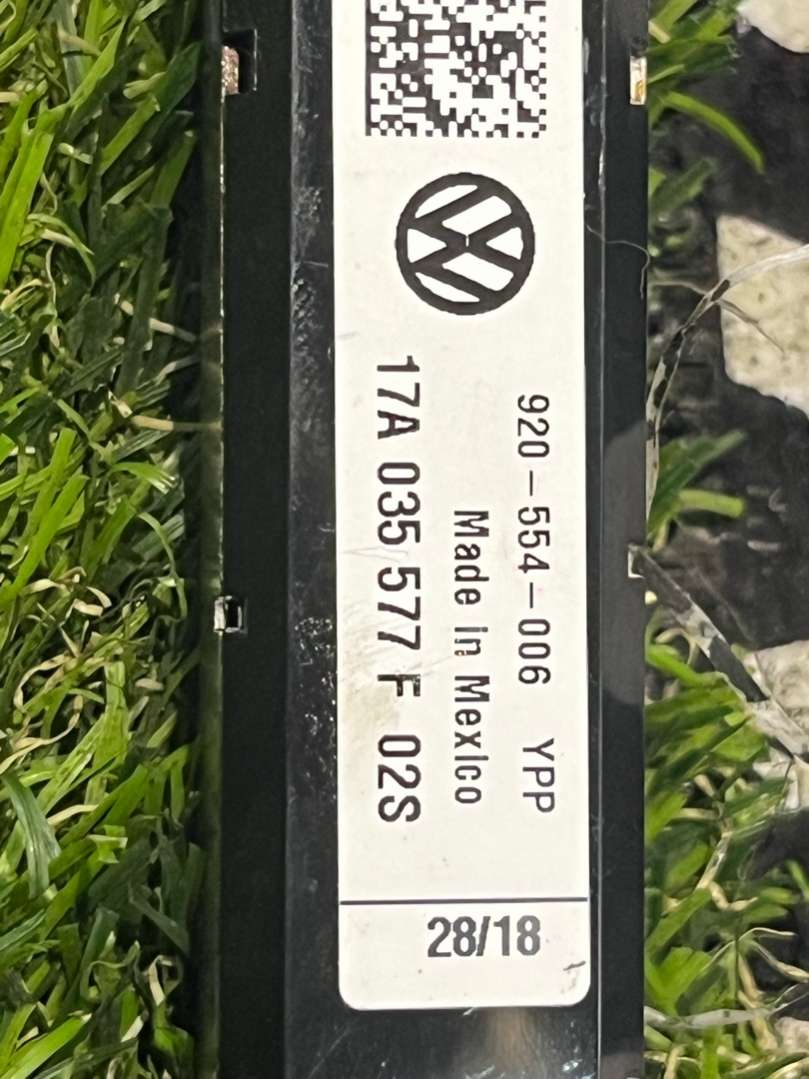 920-554-006 YPP
Made in Mexico
17A 035 577 F 02S
28/18